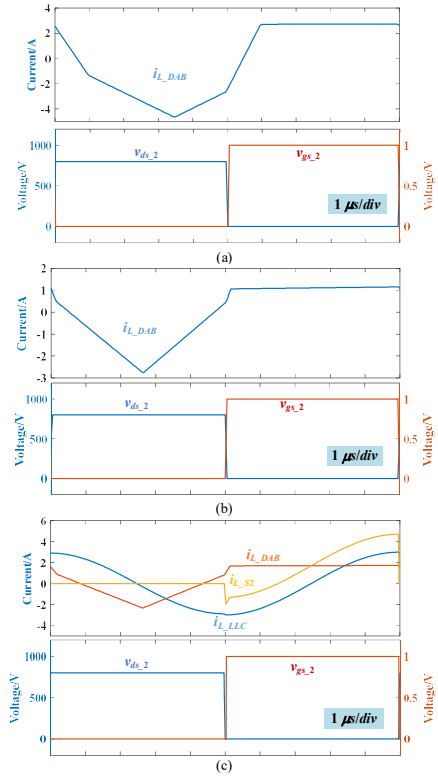 4
2
0
-2
-4
Current/A
i_L_DAB
1000
500
0
Voltage/V
v_ds_2
v_gs_2
1 μs/div
1
0.5
0
Voltage/V
(a)
2
1
0
-1
-2
-3
Current/A
i_L_DAB
1000
500
0
Voltage/V
v_ds_2
v_gs_2
1 μs/div
1
0.5
0
Voltage/V
(b)
6
4
2
0
-2
-4
Current/A
i_L_DAB
i_L_S2
i_L_LLC
1000
500
0
Voltage/V
v_ds_2
v_gs_2
1 μs/div
1
0.5
0
Voltage/V
(c)